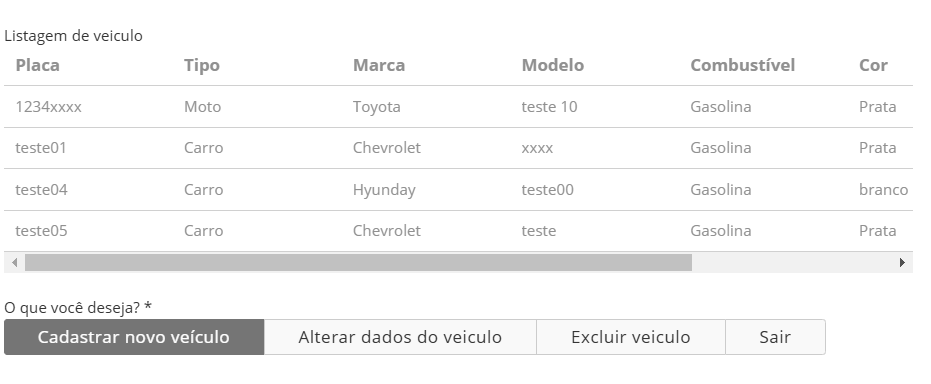 Listagem de veiculo
Placa Tipo Marca Modelo Combustível Cor
1234xxxx Moto Toyota teste 10 Gasolina Prata
teste01 Carro Chevrolet xxxx Gasolina Prata
teste04 Carro Hyunday teste00 Gasolina branco
teste05 Carro Chevrolet teste Gasolina Prata
O que você deseja? *
Cadastrar novo veículo Alterar dados do veiculo Excluir veiculo Sair